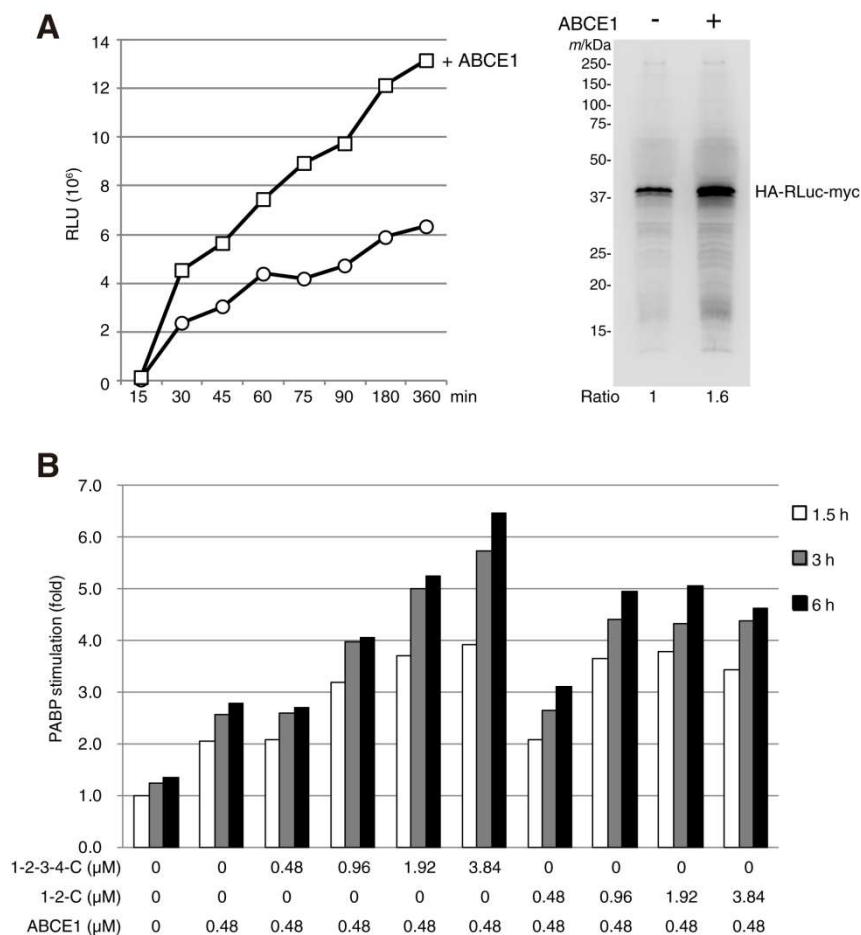 A
14
12
10
8
6
4
2
0
RLU (10⁶)
15 30 45 60 75 90 180 360 min
+ ABCE1
ABCE1 - +
m/kDa
250-
150-
100-
75-
50-
37-
25-
20-
15-
HA-RLuc-myc
Ratio 1 1.6
B
7.0
6.0
5.0
4.0
3.0
2.0
1.0
0.0
PABP stimulation (fold)
1.5 h
3 h
6 h
1-2-3-4-C (µM) 0 0 0.48 0.96 1.92 3.84 0 0 0 0
1-2-C (µM) 0 0 0 0 0 0 0.48 0.96 1.92 3.84
ABCE1 (µM) 0 0.48 0.48 0.48 0.48 0.48 0.48 0.48 0.48 0.48